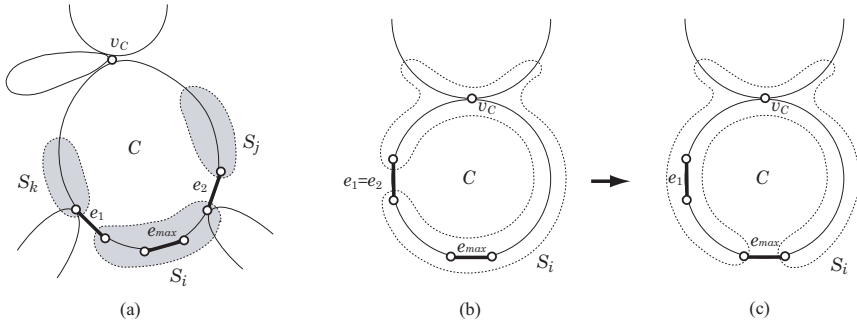 v_C
C
S_j
S_k
e_1
e_2
e_max
S_i
(a)
v_C
e_1=e_2
C
e_max
S_i
(b)
v_C
e_1
C
e_max
S_i
(c)